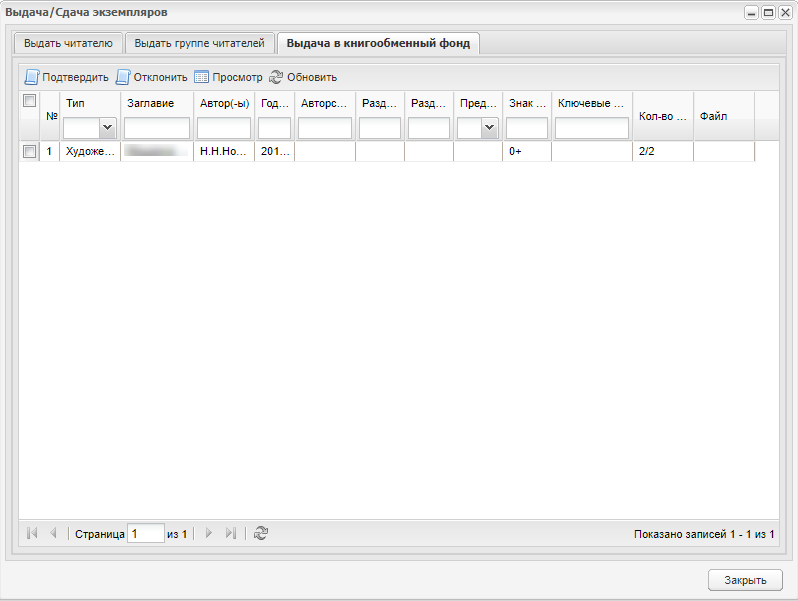 Выдача/Сдача экземпляров
Выдать читателю Выдать группе читателей Выдача в книгообменный фонд
Подтвердить Отклонить Просмотр Обновить
№ Тип Заглавие Автор(-ы) Год... Авторс... Разд... Разд... Пред... Знак ... Ключевые ... Кол-во ... Файл
1 Художе... Н.Н.Но... 201... 0+ 2/2
Страница 1 из 1 Показано записей 1 - 1 из 1
Закрыть